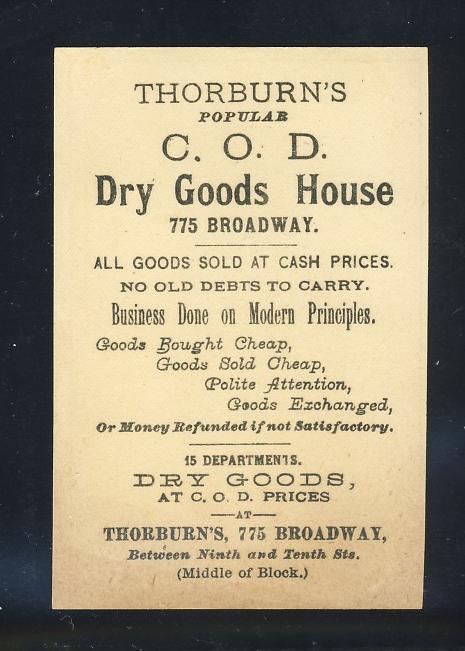 THORBURN'S
POPULAR
C. O. D.
Dry Goods House
775 BROADWAY.
ALL GOODS SOLD AT CASH PRICES.
NO OLD DEBTS TO CARRY.
Business Done on Modern Principles.
Goods Bought Cheap,
Goods Sold Cheap,
Polite Attention,
Goods Exchanged,
Or Money Refunded if not Satisfactory.
15 DEPARTMENTS.
DRY GOODS,
AT C. O. D. PRICES
—AT—
THORBURN'S, 775 BROADWAY,
Between Ninth and Tenth Sts.
(Middle of Block.)